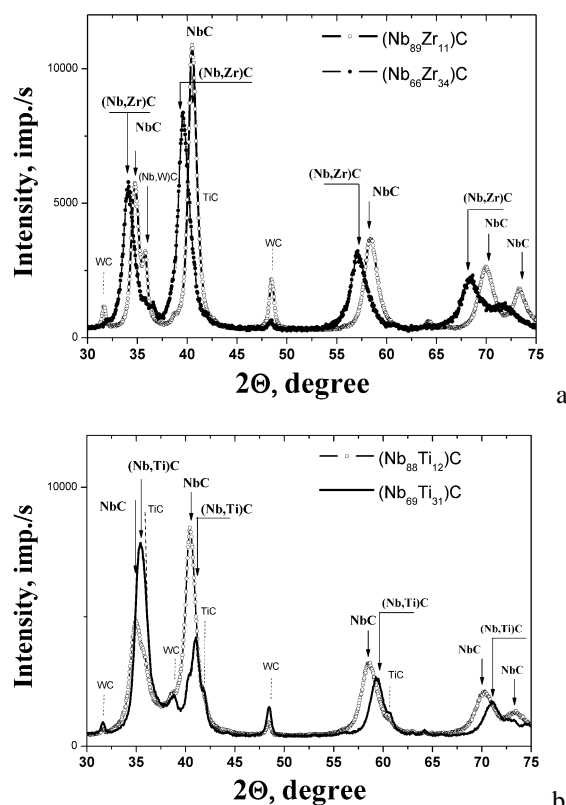 NbC
(Nb₈₉Zr₁₁)C
(Nb₆₆Zr₃₄)C
(Nb,Zr)C
(Nb,Zr)C
NbC
(Nb,W)C
TiC
(Nb,Zr)C
NbC
(Nb,Zr)C
NbC
NbC
WC
WC
10000
5000
0
Intensity, imp./s
30 35 40 45 50 55 60 65 70 75
2Θ, degree
a
(Nb₈₈Ti₁₂)C
(Nb₆₉Ti₃₁)C
(Nb,Ti)C
NbC
TiC
NbC
(Nb,Ti)C
TiC
WC
WC
WC
NbC
(Nb,Ti)C
TiC
NbC
(Nb,Ti)C
NbC
10000
0
Intensity, imp./s
30 35 40 45 50 55 60 65 70 75
2Θ, degree
b